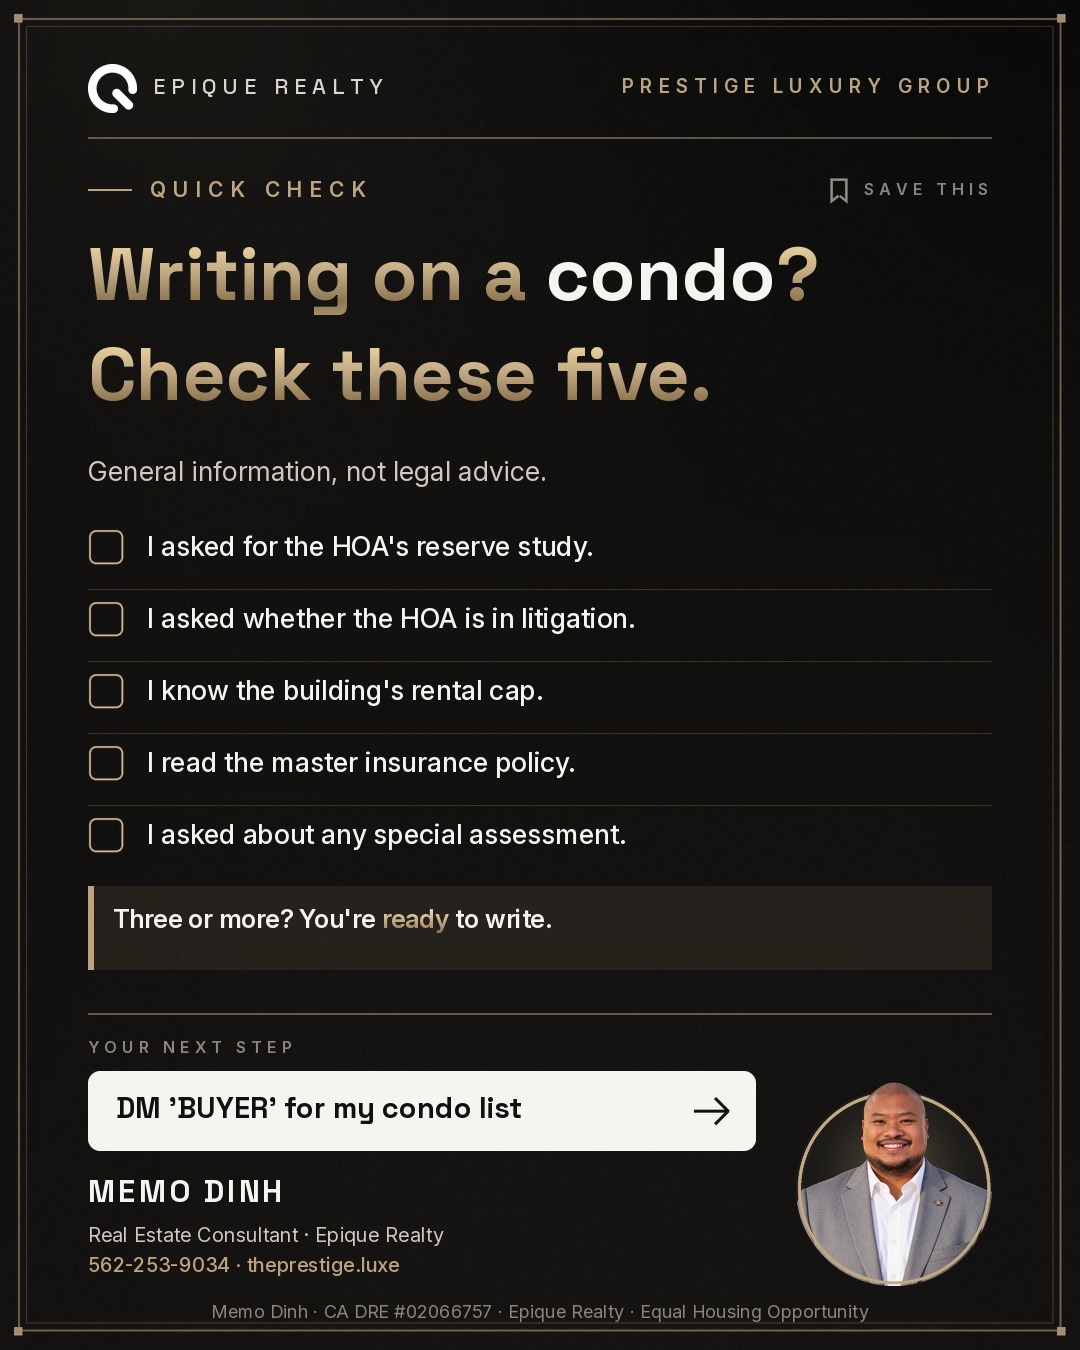 EPIQUE REALTY
PRESTIGE LUXURY GROUP
QUICK CHECK
SAVE THIS
Writing on a condo?
Check these five.
General information, not legal advice.
I asked for the HOA's reserve study.
I asked whether the HOA is in litigation.
I know the building's rental cap.
I read the master insurance policy.
I asked about any special assessment.
Three or more? You're ready to write.
YOUR NEXT STEP
DM ’BUYER’ for my condo list
MEMO DINH
Real Estate Consultant · Epique Realty
562-253-9034 · theprestige.luxe
Memo Dinh · CA DRE #02066757 · Epique Realty · Equal Housing Opportunity